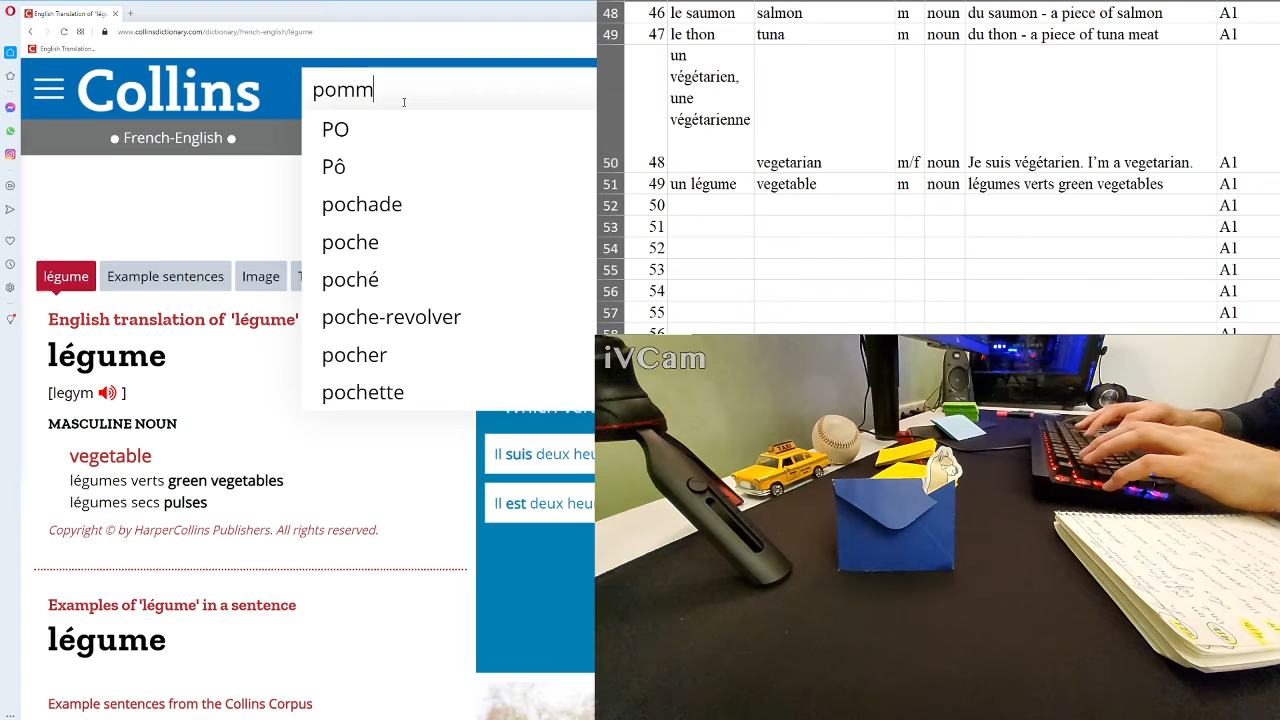 English Translation of 'légu
www.collinsdictionary.com/dictionary/french-english/légume
English Translation...
Collins
pomm
French-English
PO
Pô
pochade
poche
poché
poche-revolver
pocher
pochette
légume
Example sentences
Image
English translation of 'légume'
légume
[legym ]
MASCULINE NOUN
vegetable
légumes verts green vegetables
légumes secs pulses
Copyright © by HarperCollins Publishers. All rights reserved.
Il suis deux heu
Il est deux heu
Examples of 'légume' in a sentence
légume
Example sentences from the Collins Corpus
48 46 le saumon salmon m noun du saumon - a piece of salmon A1
49 47 le thon tuna m noun du thon - a piece of tuna meat A1
un
végétarien,
une
végétarienne
50 48 vegetarian m/f noun Je suis végétarien. I'm a vegetarian. A1
51 49 un légume vegetable m noun légumes verts green vegetables A1
52 50 A1
53 51 A1
54 52 A1
55 53 A1
56 54 A1
57 55 A1
iVCam
TAXI